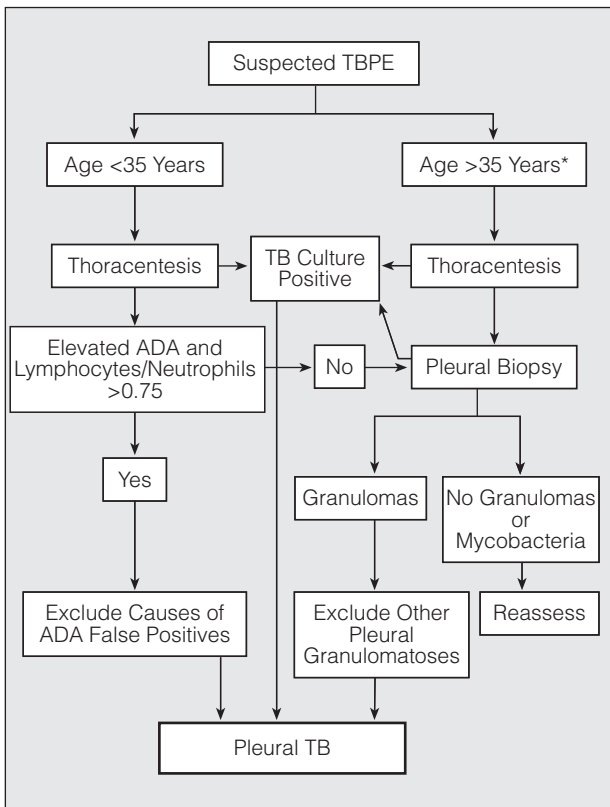 Suspected TBPE
Age <35 Years
Age >35 Years*
Thoracentesis
TB Culture
Positive
Thoracentesis
Elevated ADA and
Lymphocytes/Neutrophils
>0.75
No
Pleural Biopsy
Yes
Granulomas
No Granulomas
or
Mycobacteria
Exclude Causes of
ADA False Positives
Exclude Other
Pleural
Granulomatoses
Reassess
Pleural TB